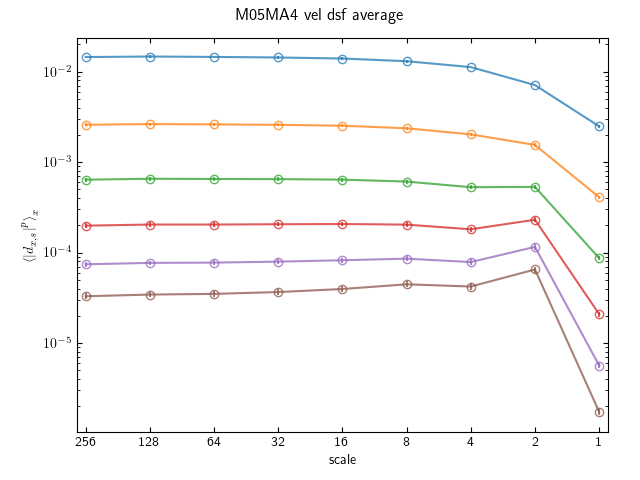 M05MA4 vel dsf average
⟨|d_{x,s}|^p⟩_x
10^{-2}
10^{-3}
10^{-4}
10^{-5}
256 128 64 32 16 8 4 2 1
scale